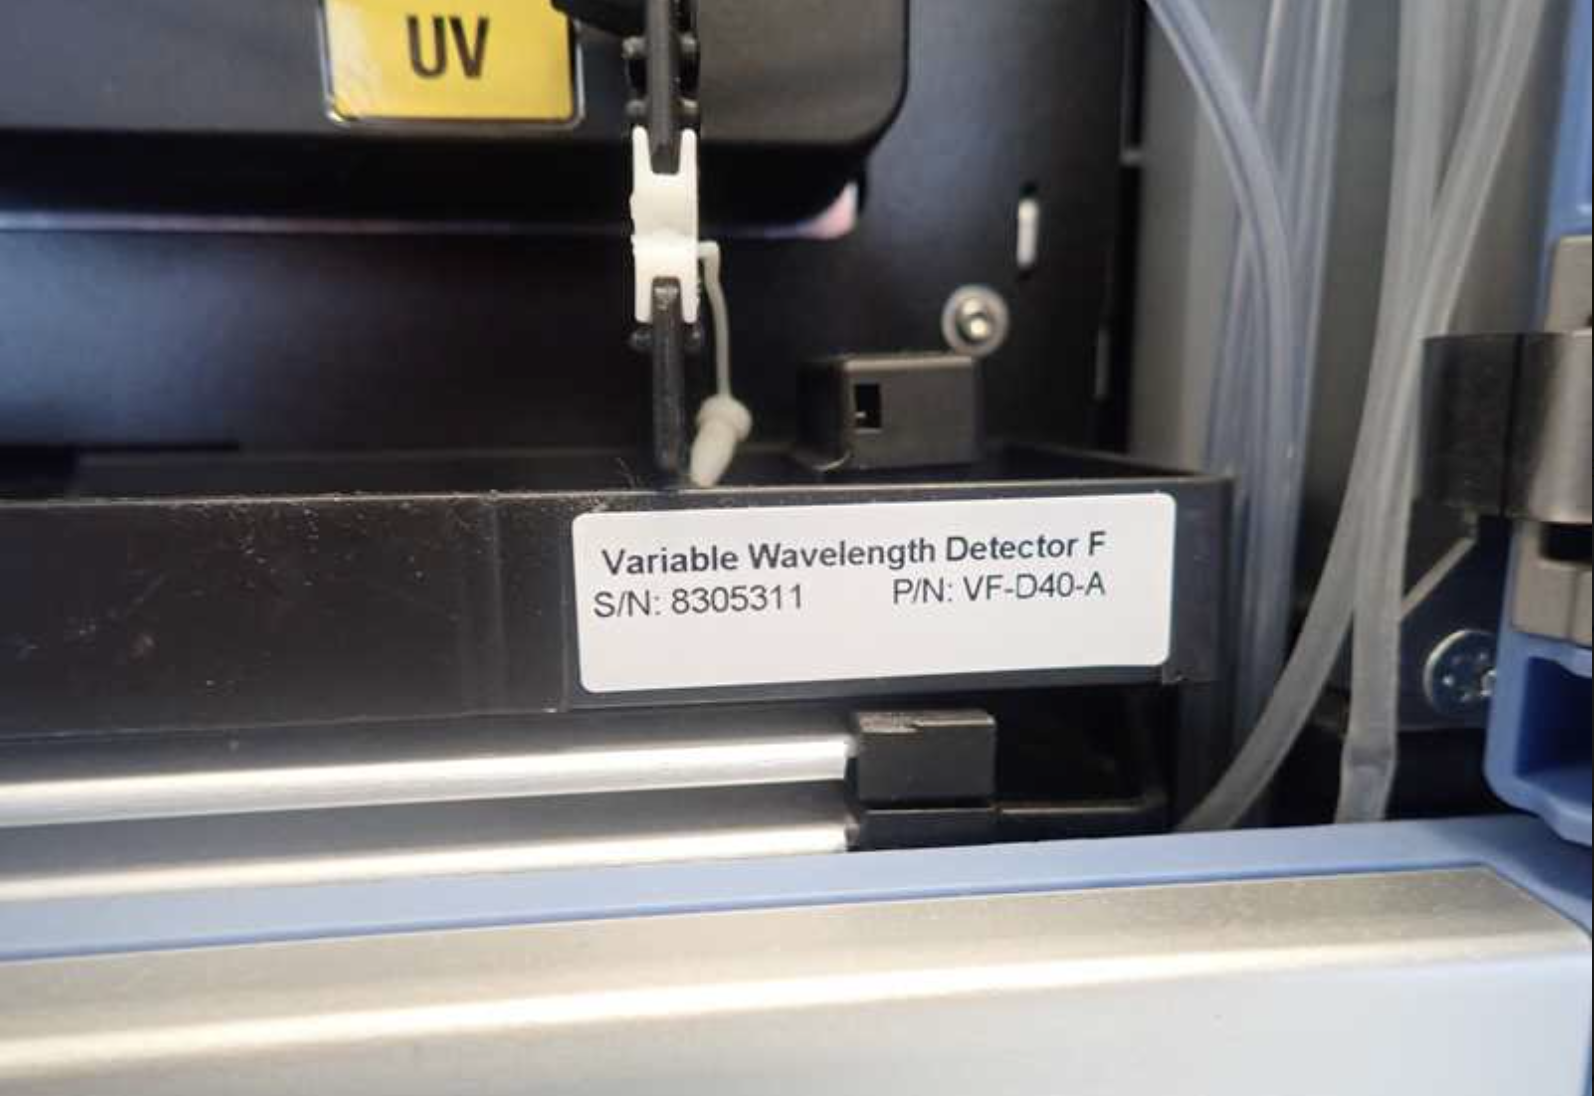 UV
Variable Wavelength Detector F
S/N: 8305311 P/N: VF-D40-A